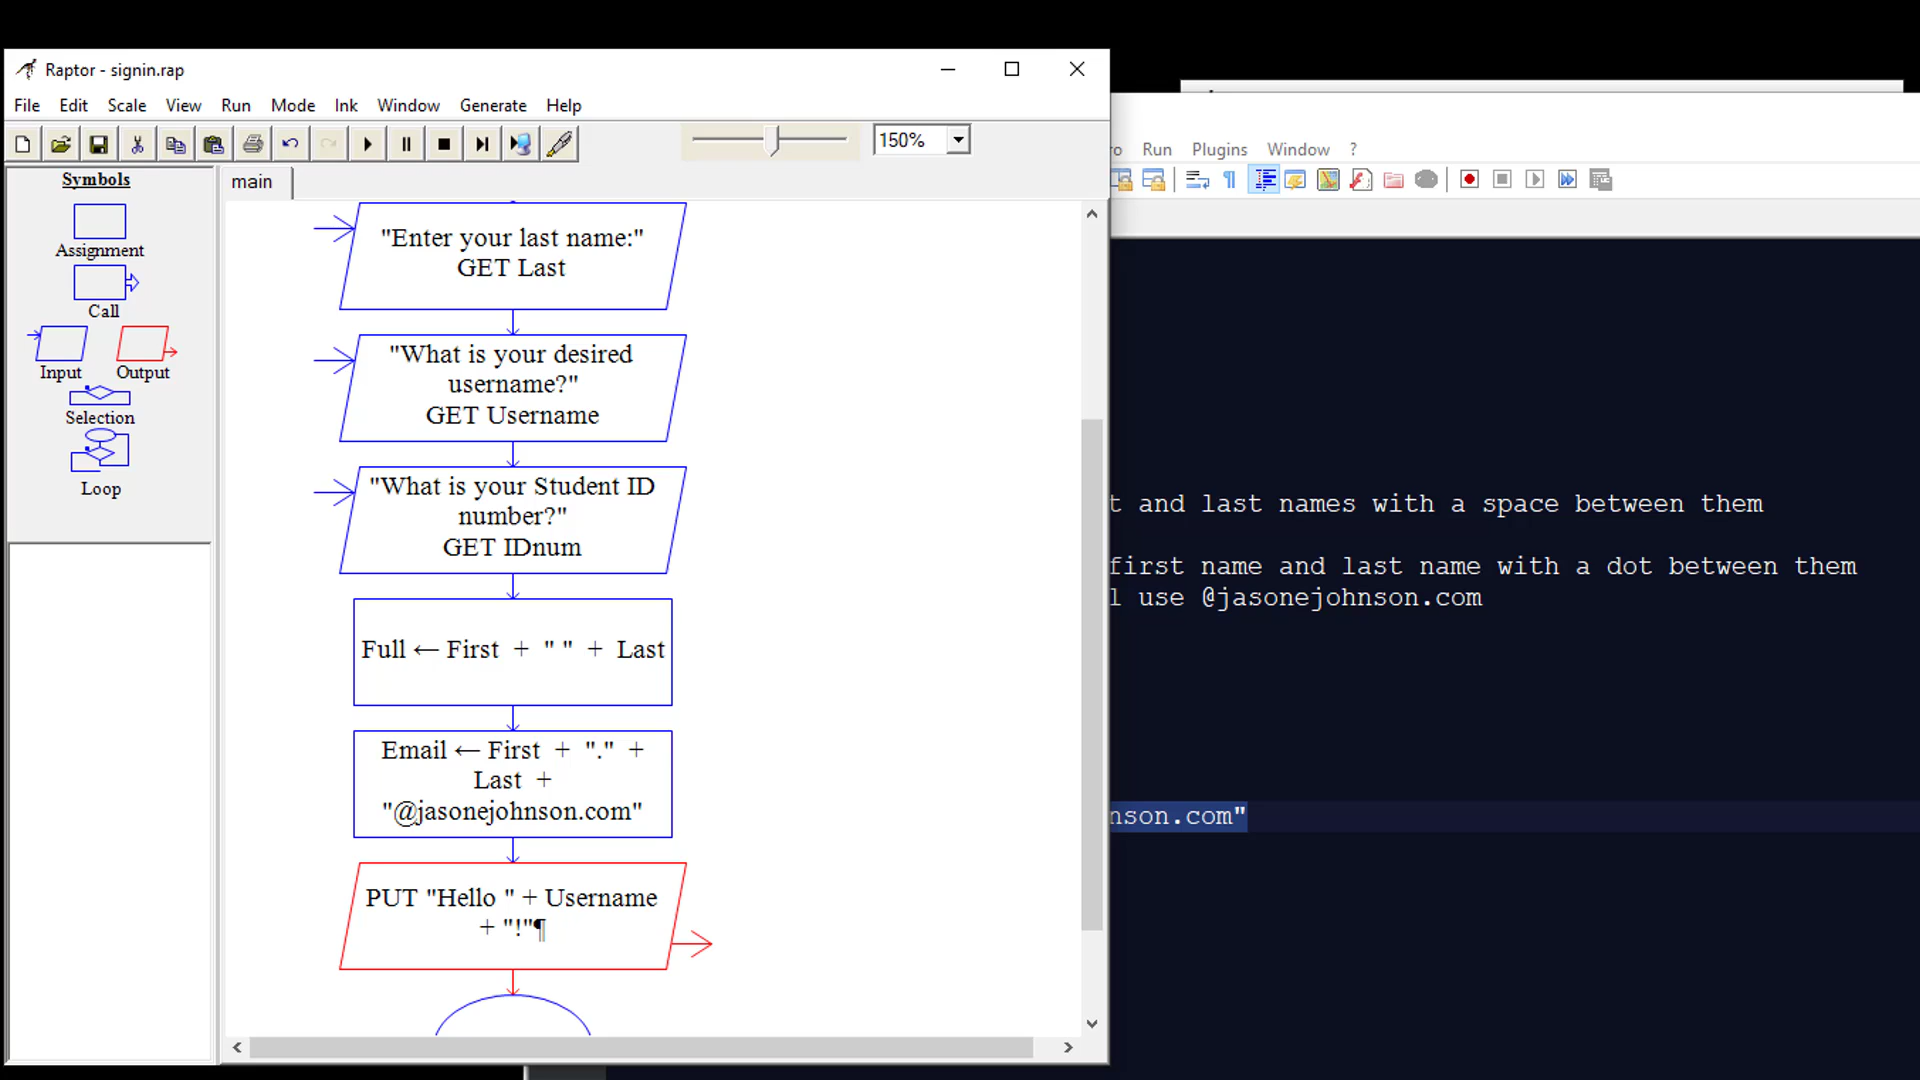 Raptor - signin.rap
File Edit Scale View Run Mode Ink Window Generate Help
150%
Symbols
Assignment
Call
Input Output
Selection
Loop
main
"Enter your last name:"
GET Last
"What is your desired
username?"
GET Username
"What is your Student ID
number?"
GET IDnum
Full ← First + " " + Last
Email ← First + "." +
Last +
"@jasonejohnson.com"
PUT "Hello " + Username
+ "!"¶
Run Plugins Window ?
t and last names with a space between them
first name and last name with a dot between them
l use @jasonejohnson.com
nson.com"